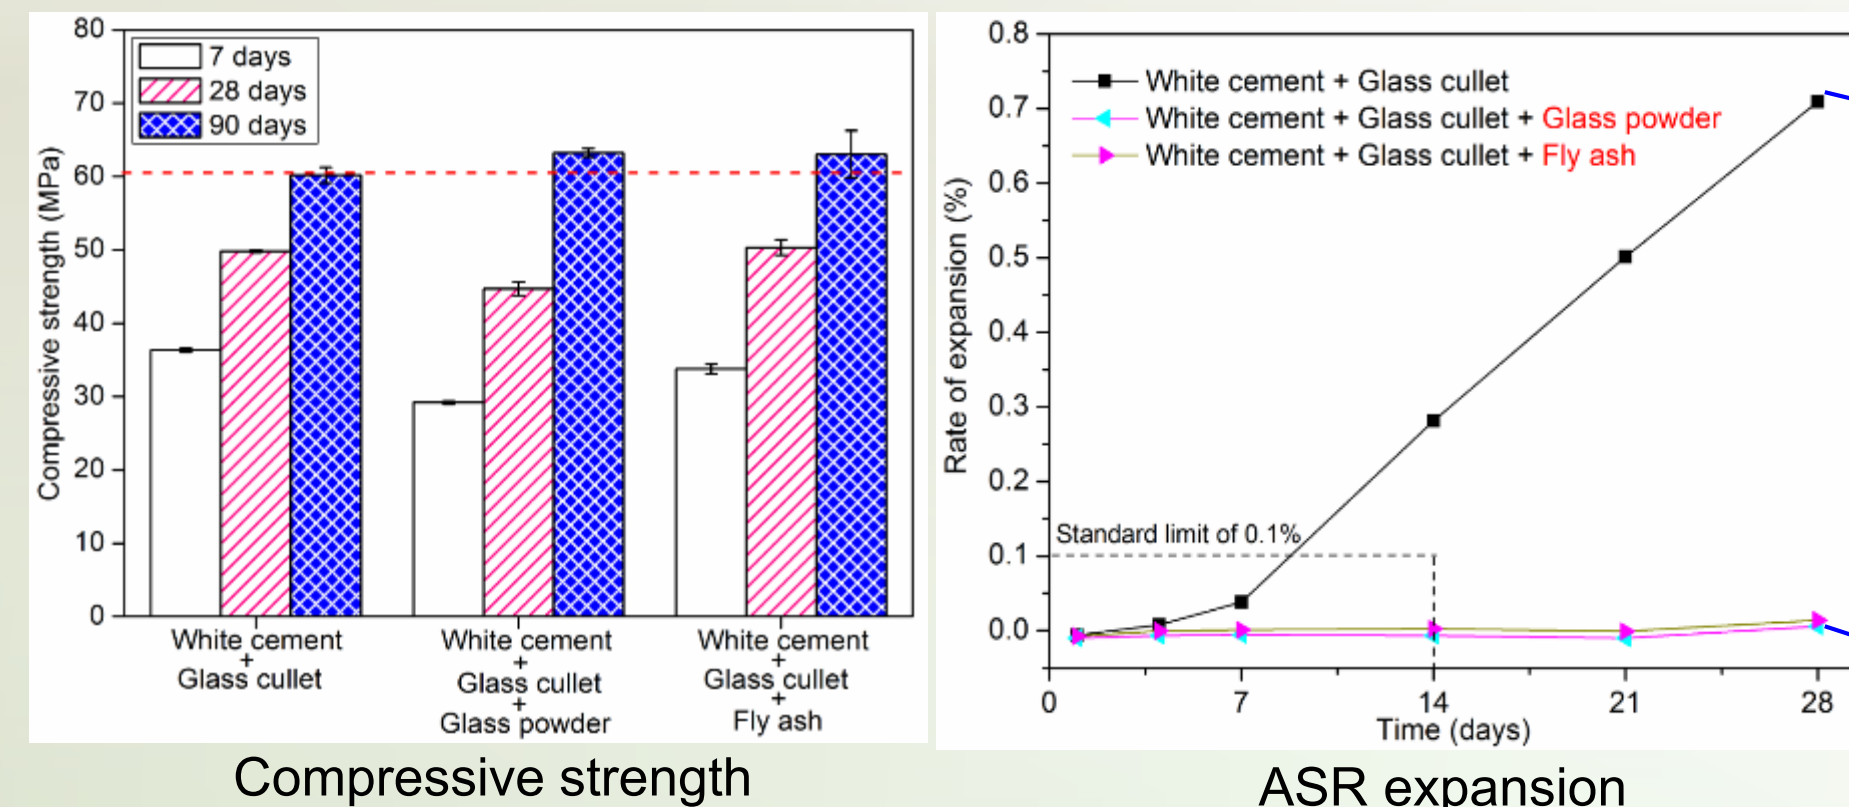 80
70
60
50
40
30
20
10
0
Compressive strength (MPa)
7 days
28 days
90 days
White cement
+
Glass cullet
White cement
+
Glass cullet
+
Glass powder
White cement
+
Glass cullet
+
Fly ash
Compressive strength
0.8
0.7
0.6
0.5
0.4
0.3
0.2
0.1
0.0
Rate of expansion (%)
White cement + Glass cullet
White cement + Glass cullet + Glass powder
White cement + Glass cullet + Fly ash
Standard limit of 0.1%
0 7 14 21 28
Time (days)
ASR expansion